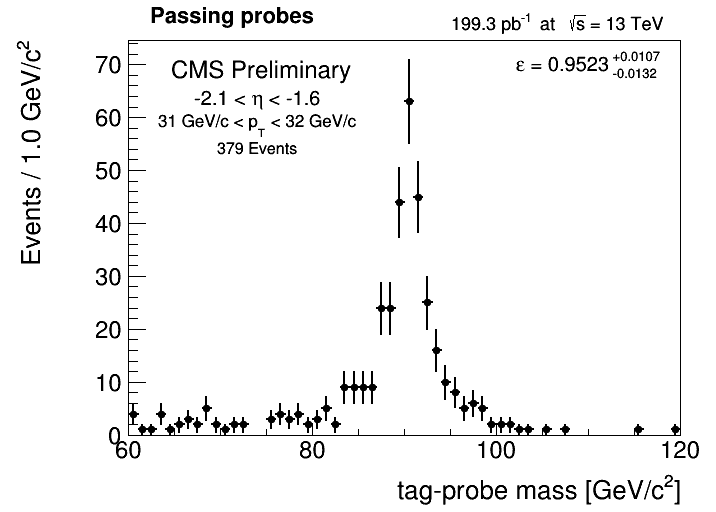 Passing probes
199.3 pb⁻¹ at √s = 13 TeV
CMS Preliminary
-2.1 < η < -1.6
31 GeV/c < p_T < 32 GeV/c
379 Events
ε = 0.9523 +0.0107 -0.0132
Events / 1.0 GeV/c²
70
60
50
40
30
20
10
0
60 80 100 120
tag-probe mass [GeV/c²]